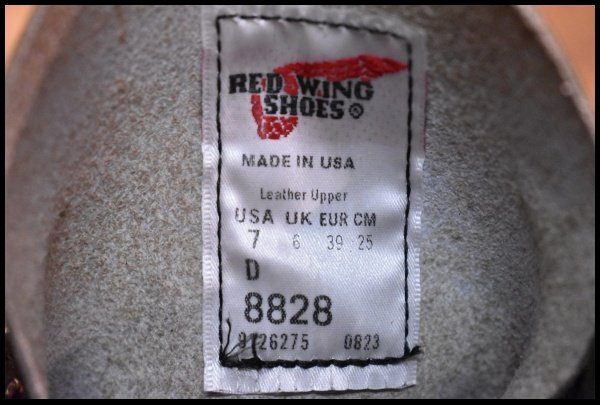 RED WING
SHOES®
MADE IN USA
Leather Upper
USA UK EUR CM
7 6 39 25
D
8828
0823